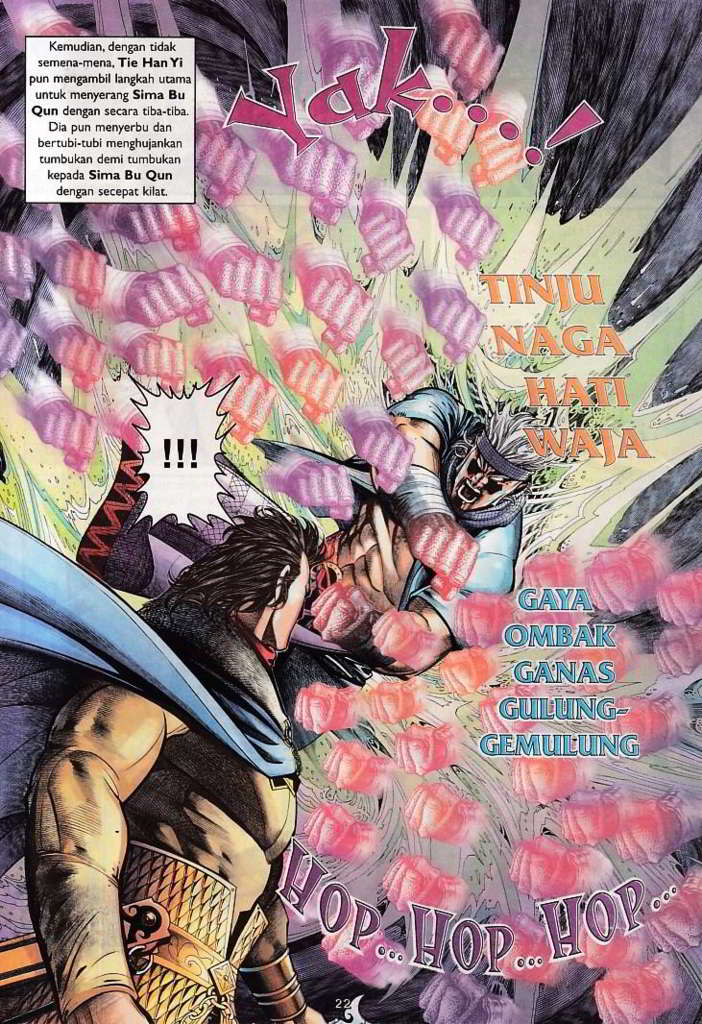 Kemudian, dengan tidak
semena-mena, Tie Han Yi
pun mengambil langkah utama
untuk menyerang Sima Bu
Qun dengan secara tiba-tiba.
Dia pun menyerbu dan
bertubi-tubi menghujankan
tumbukan demi tumbukan
kepada Sima Bu Qun
dengan secepat kilat.
Yak....!
TINJU
NAGA
HATI
WAJA
!!!
GAYA
OMBAK
GANAS
GULUNG-
GEMULUNG
HOP... HOP... HOP...
22